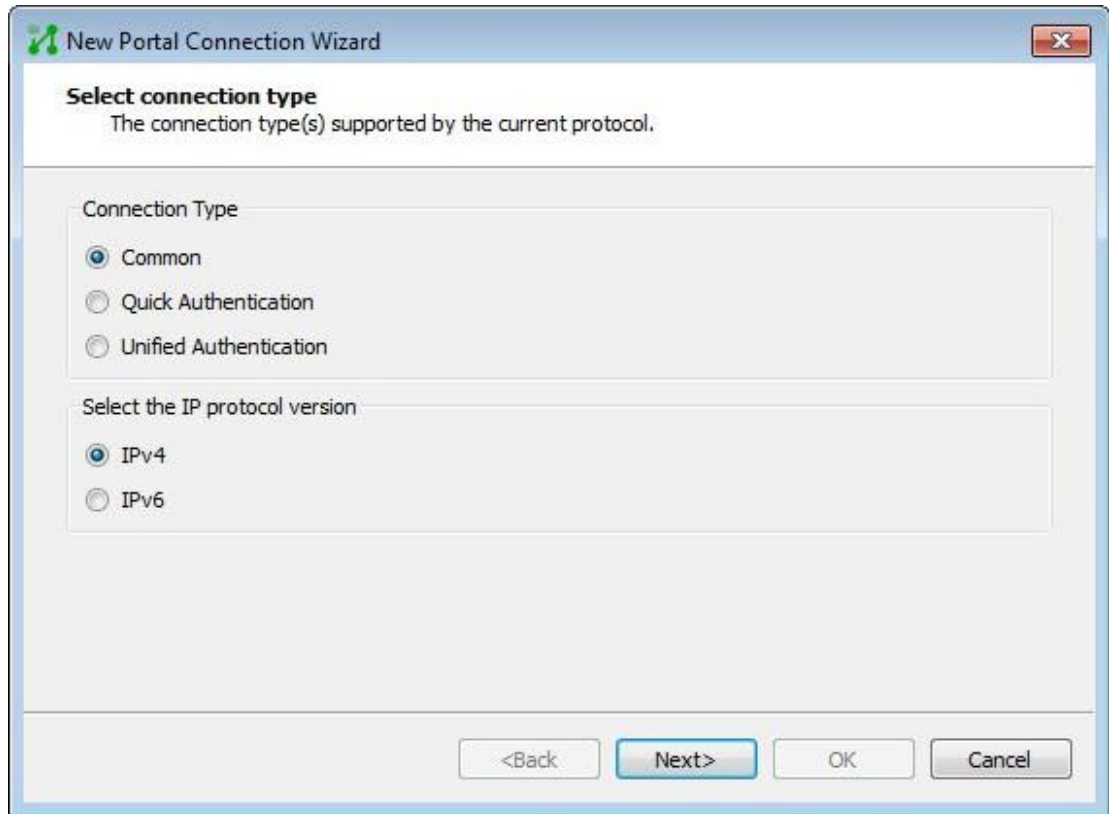 New Portal Connection Wizard
Select connection type
The connection type(s) supported by the current protocol.
Connection Type
Common
Quick Authentication
Unified Authentication
Select the IP protocol version
IPv4
IPv6
<Back Next> OK Cancel